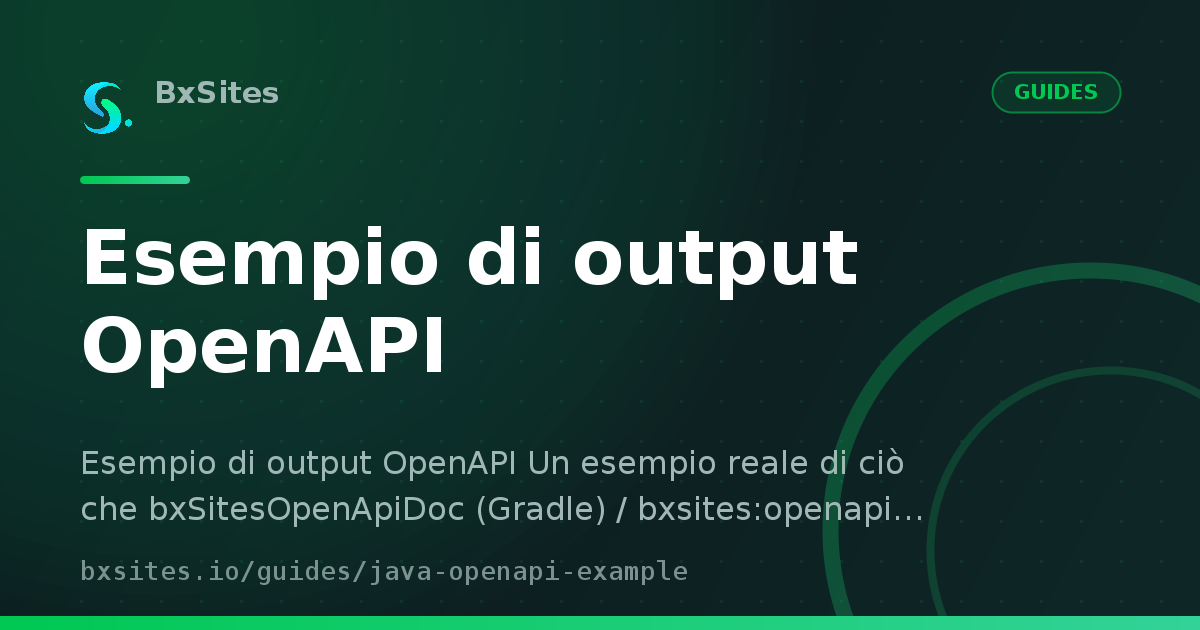 BxSites
GUIDES
Esempio di output
OpenAPI
Esempio di output OpenAPI Un esempio reale di ciò
che bxSitesOpenApiDoc (Gradle) / bxsites:openapi…
bxsites.io/guides/java-openapi-example